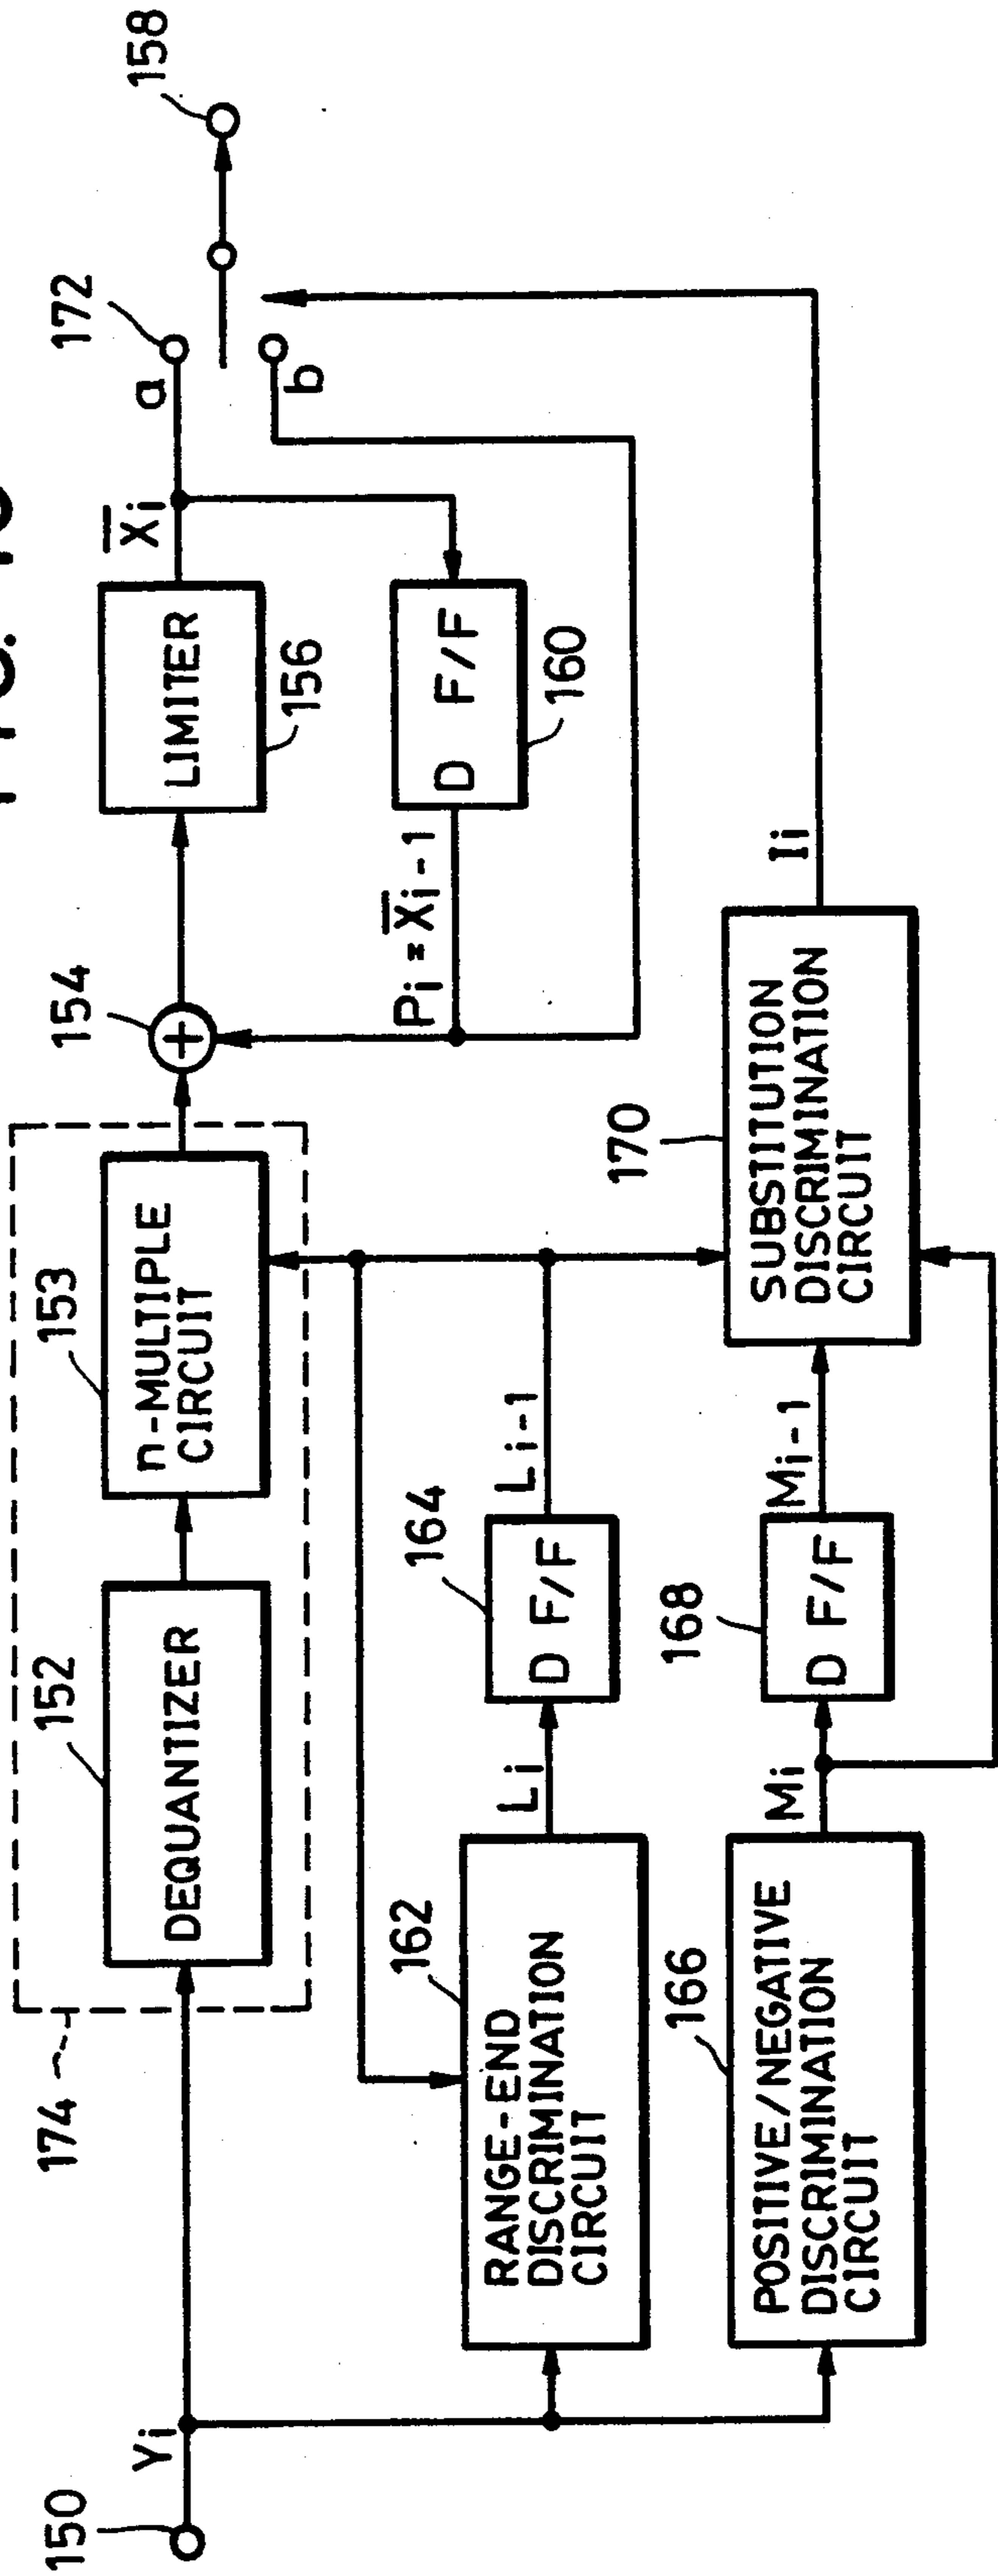 150
Yi
174
152
DEQUANTIZER
153
n-MULTIPLE
CIRCUIT
154
LIMITER
156
X̅i
a
172
158
b
D F/F
160
Pi = X̅i-1
162
RANGE-END
DISCRIMINATION
CIRCUIT
Li
164
D F/F
Li-1
166
POSITIVE/NEGATIVE
DISCRIMINATION
CIRCUIT
Mi
168
D F/F
Mi-1
170
SUBSTITUTION
DISCRIMINATION
CIRCUIT
Ii